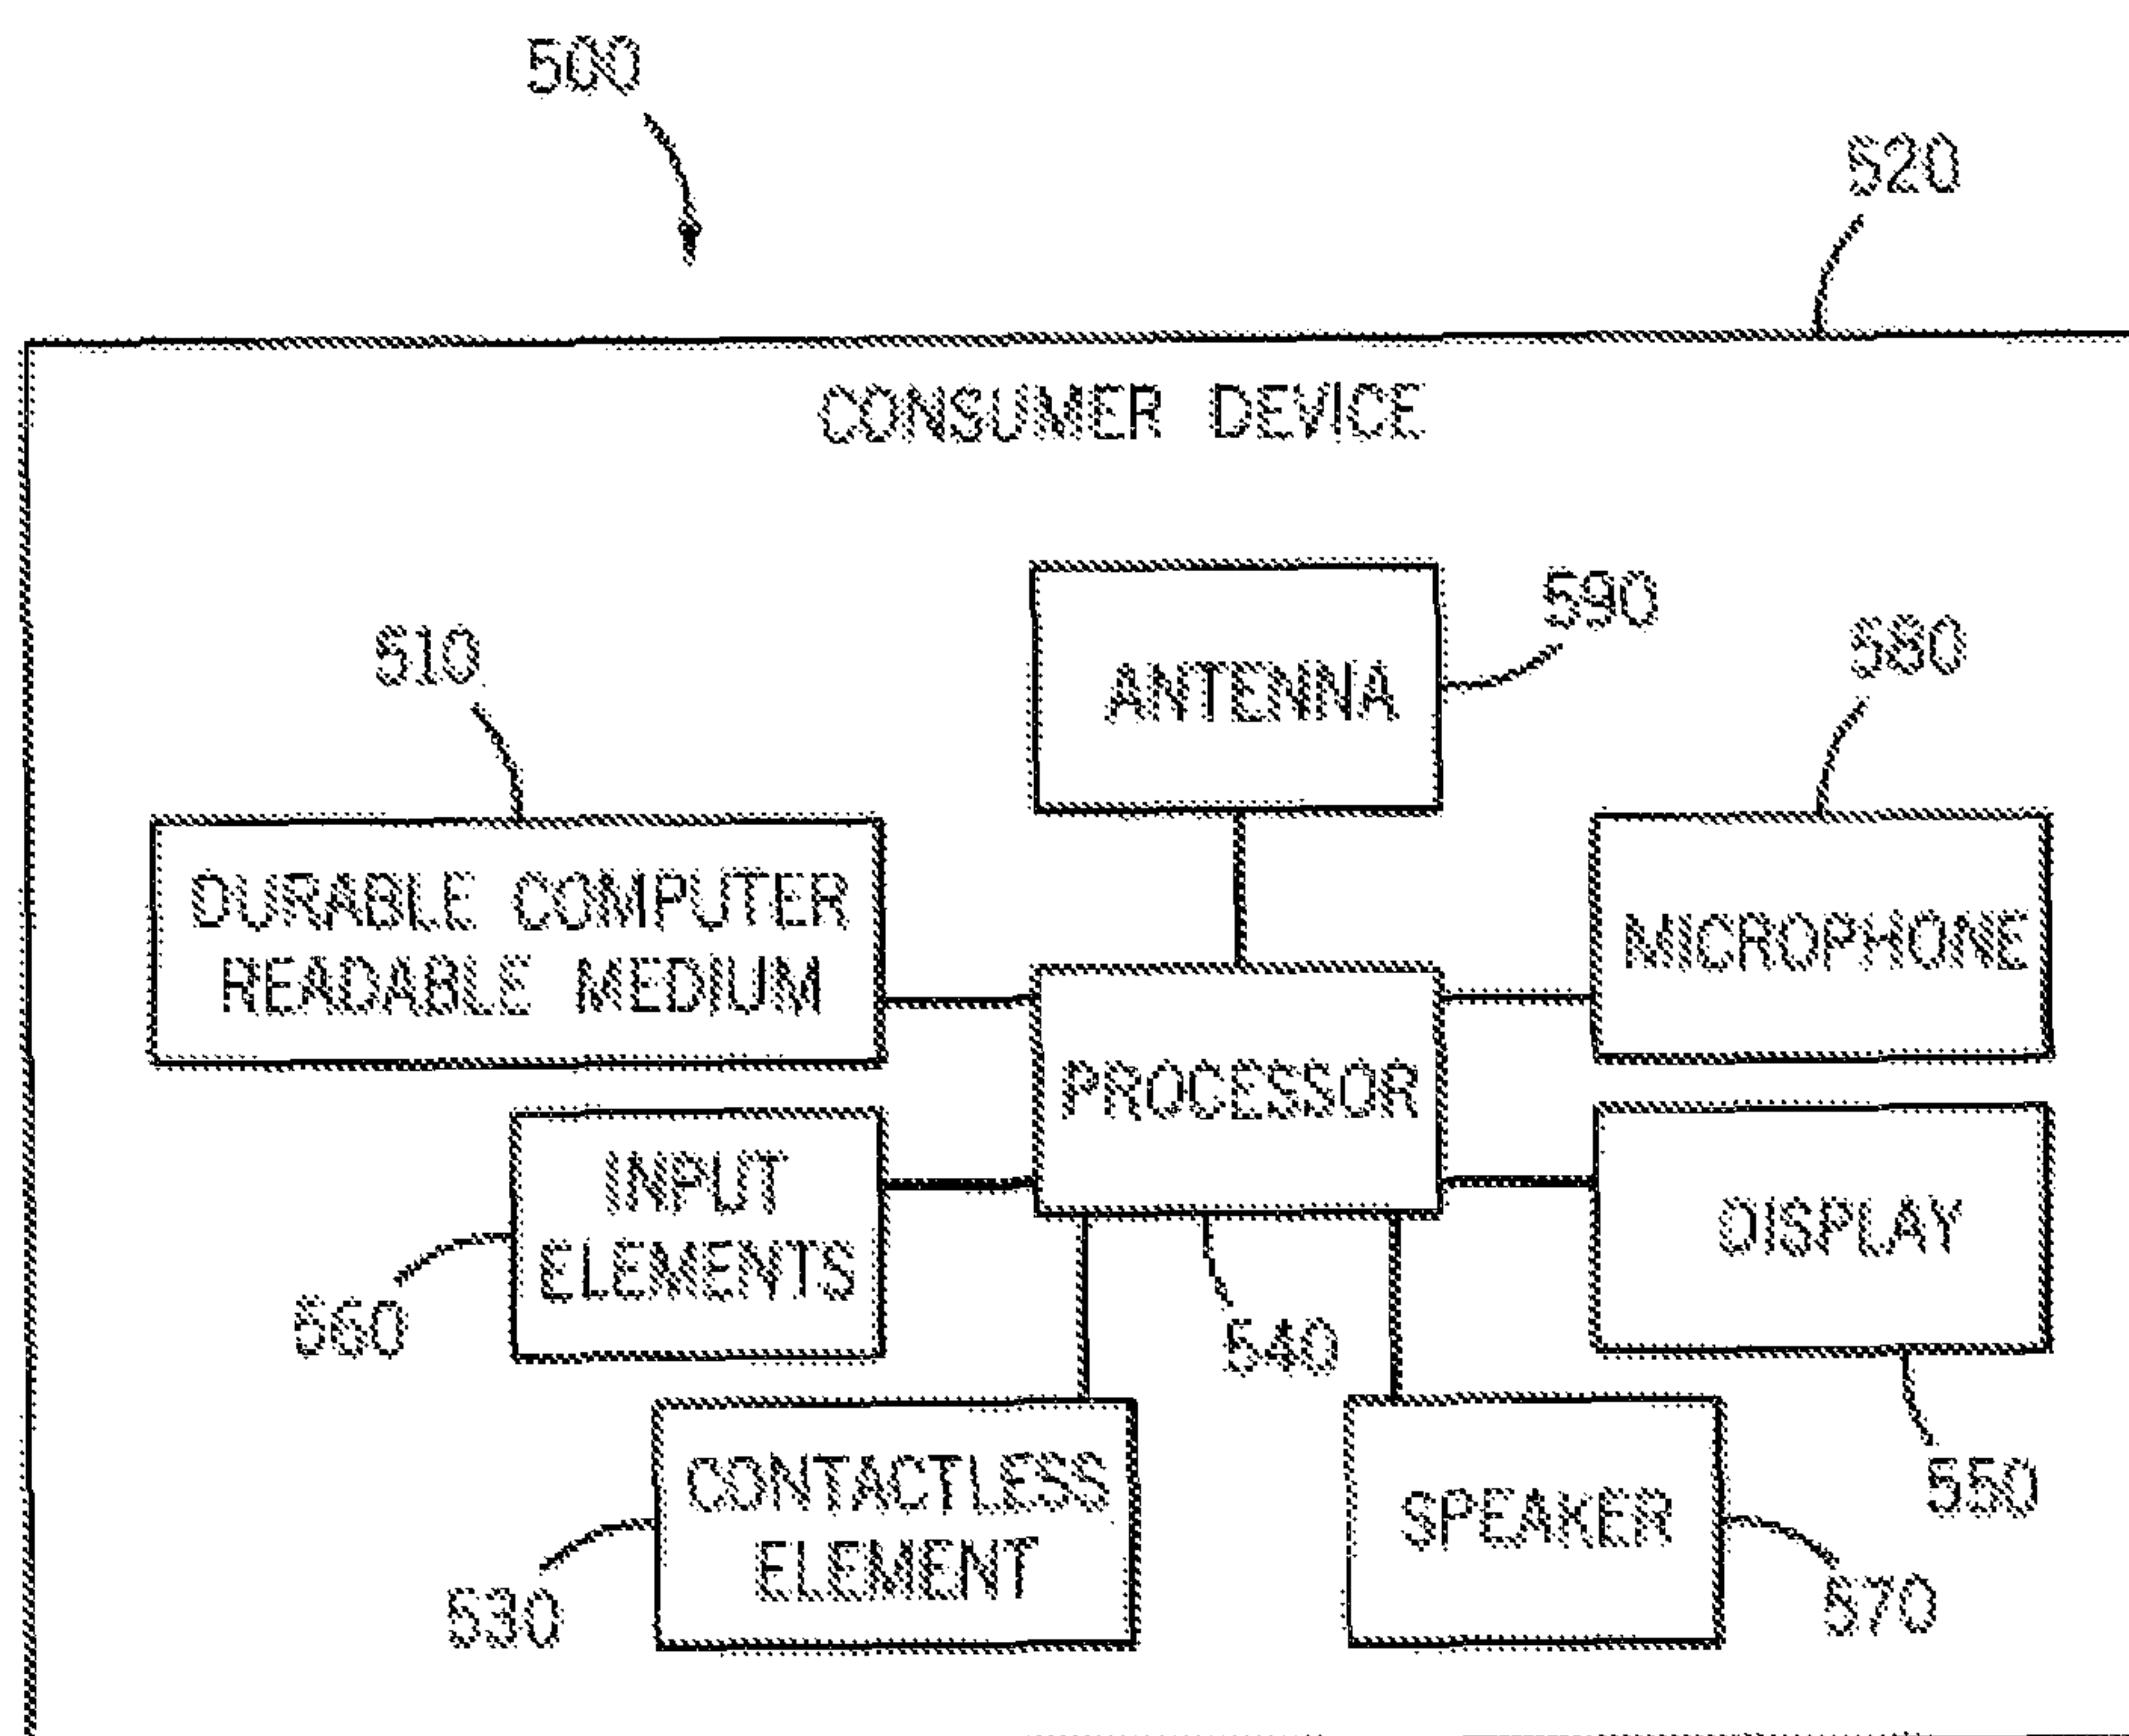 500
520
CONSUMER DEVICE
590
ANTENNA
510
580
DURABLE COMPUTER
READABLE MEDIUM
MICROPHONE
PROCESSOR
INPUT
ELEMENTS
DISPLAY
560
540
550
CONTACTLESS
ELEMENT
SPEAKER
530
570